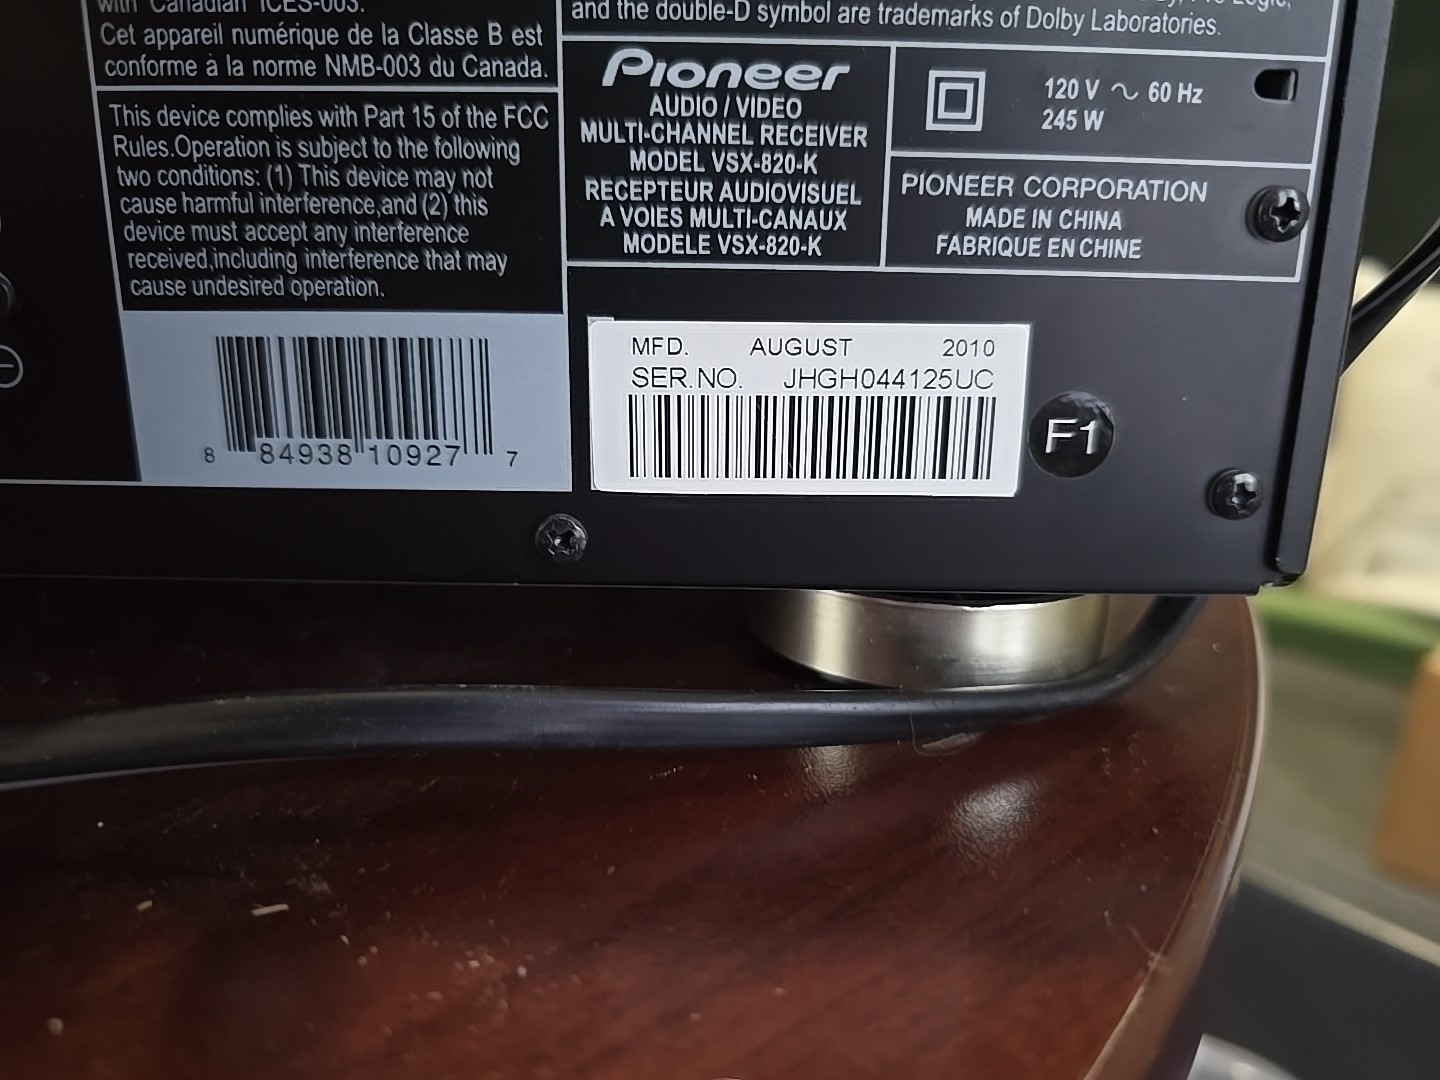 with Canadian ICES-003.
Cet appareil numérique de la Classe B est
conforme à la norme NMB-003 du Canada.
This device complies with Part 15 of the FCC
Rules.Operation is subject to the following
two conditions: (1) This device may not
cause harmful interference,and (2) this
device must accept any interference
received,including interference that may
cause undesired operation.
8 84938 10927 7
and the double-D symbol are trademarks of Dolby Laboratories.
Pioneer
AUDIO / VIDEO
MULTI-CHANNEL RECEIVER
MODEL VSX-820-K
RECEPTEUR AUDIOVISUEL
A VOIES MULTI-CANAUX
MODELE VSX-820-K
120 V ~ 60 Hz
245 W
PIONEER CORPORATION
MADE IN CHINA
FABRIQUE EN CHINE
MFD. AUGUST 2010
SER.NO. JHGH044125UC
F1